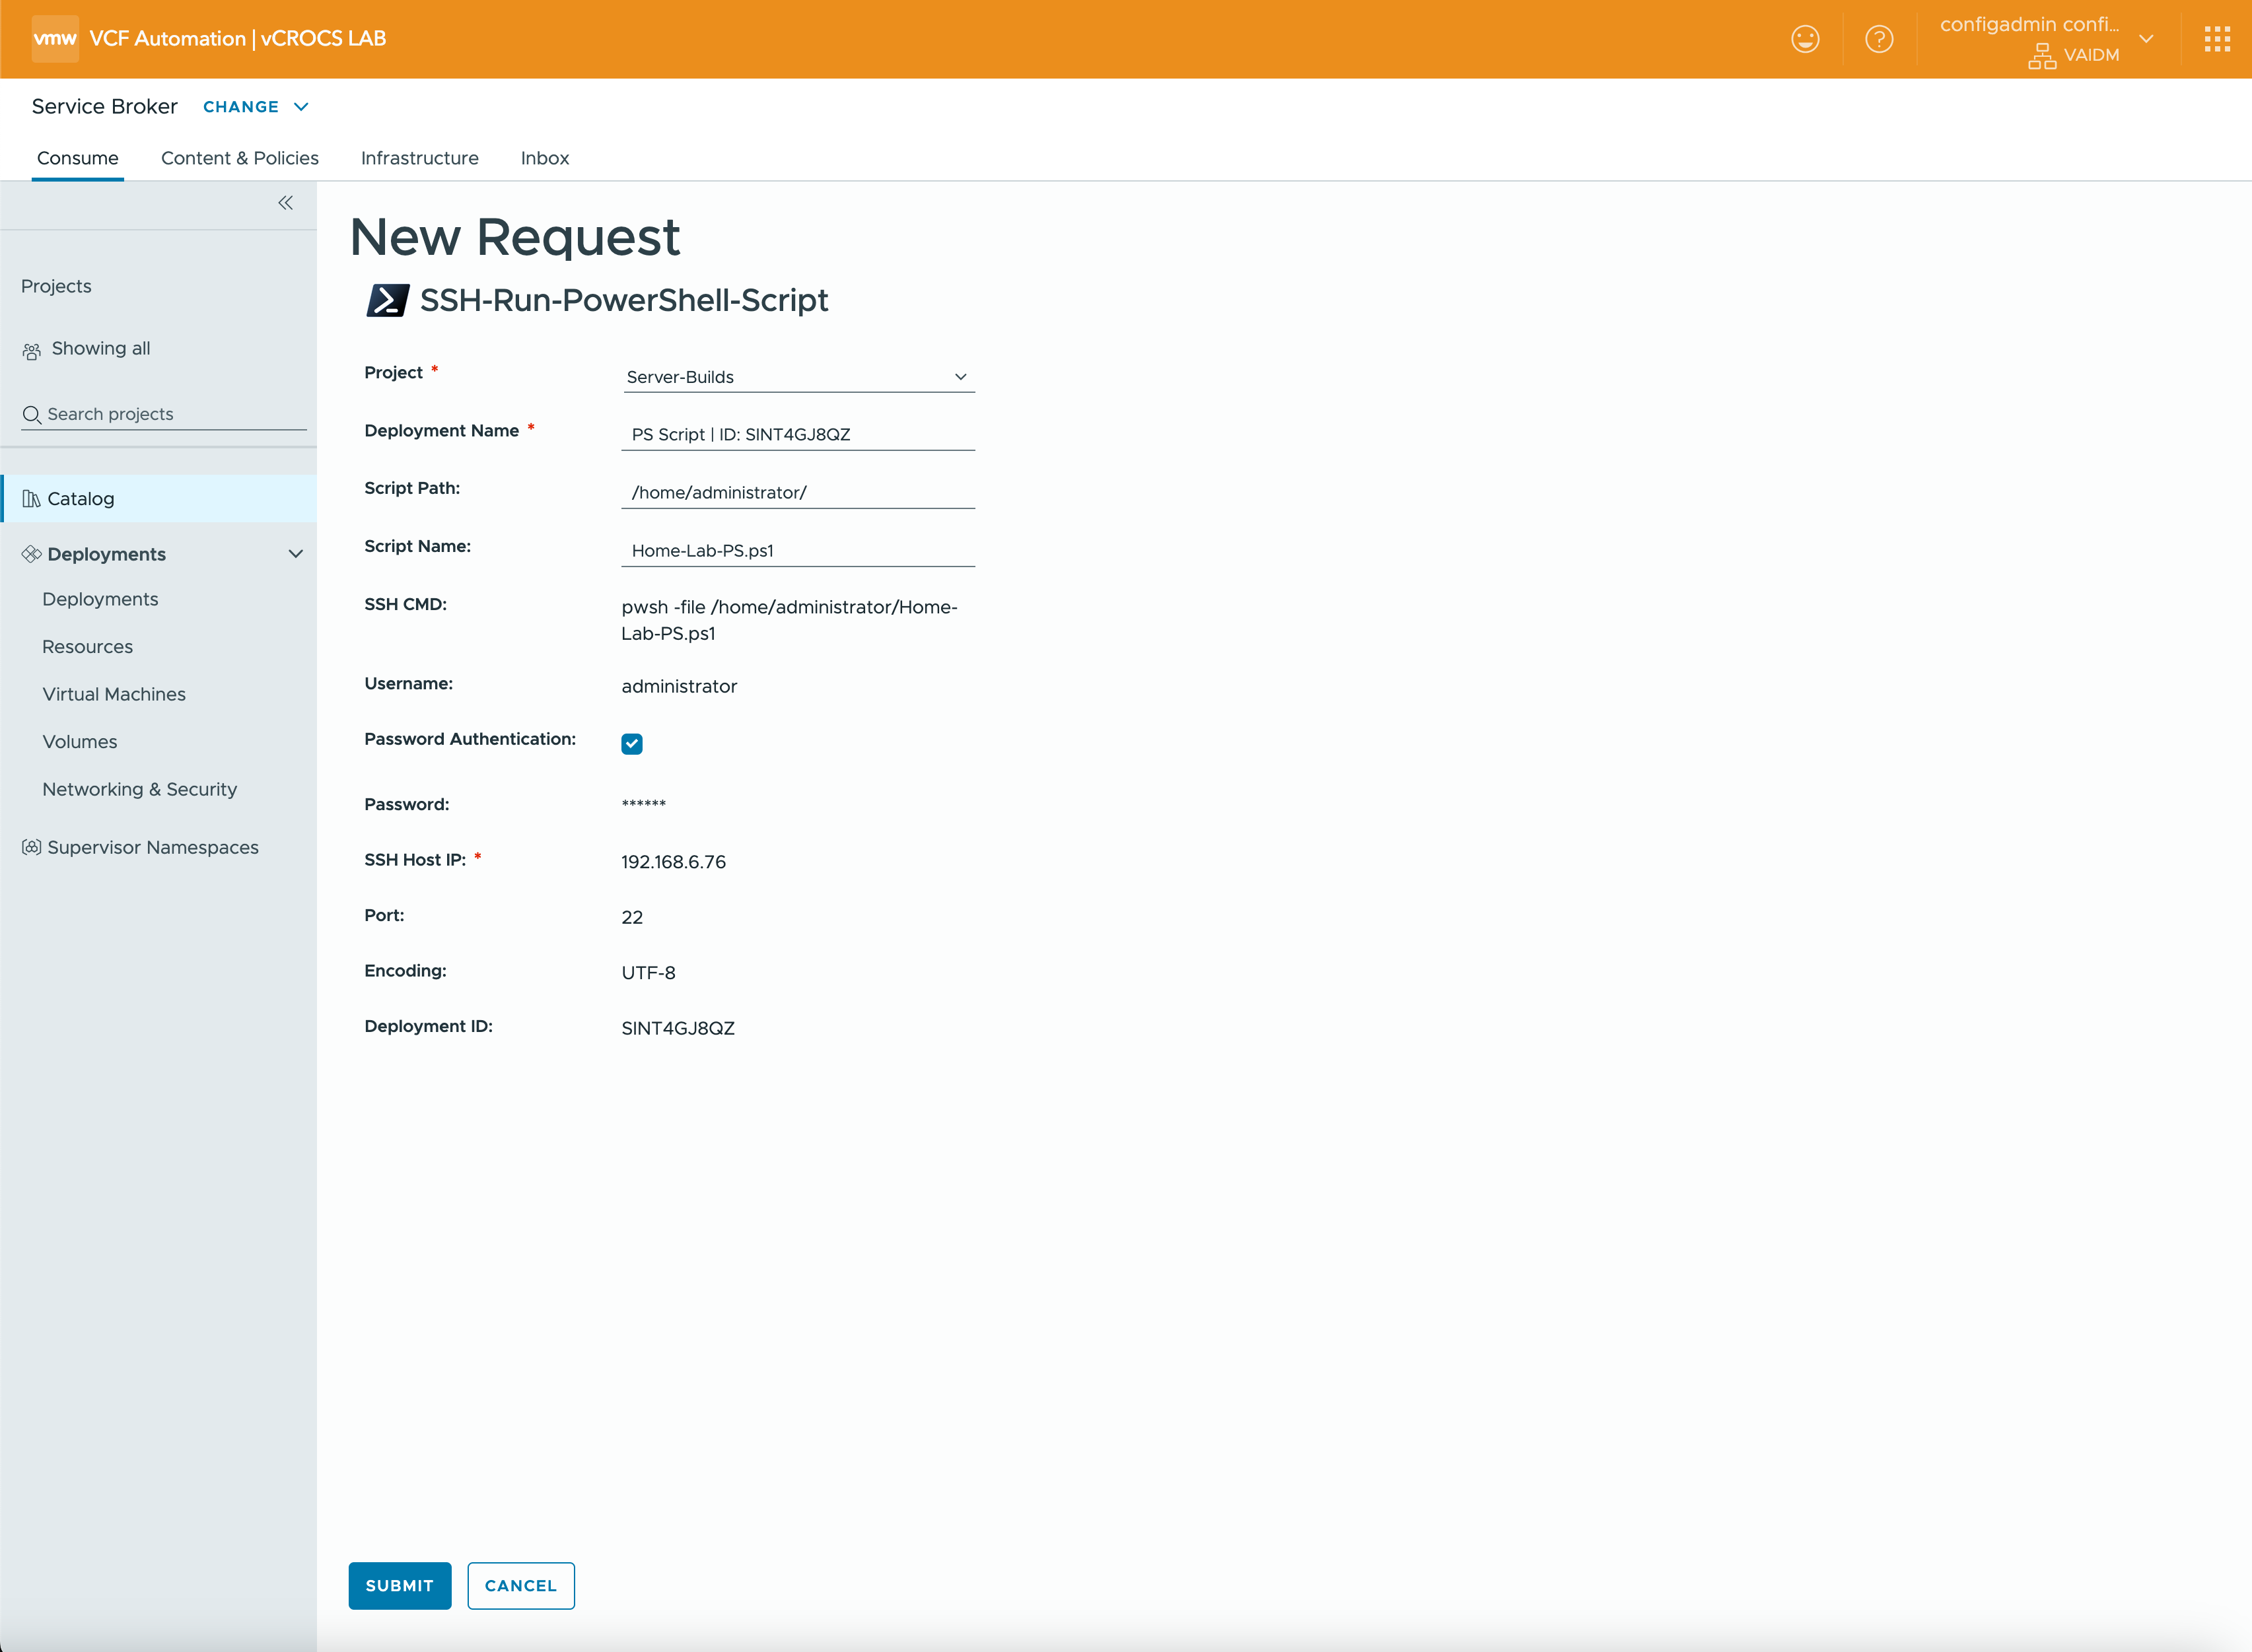 vmw VCF Automation | vCROCS LAB
configadmin confi...
VAIDM
Service Broker CHANGE
Consume Content & Policies Infrastructure Inbox
Projects
Showing all
Search projects
Catalog
Deployments
Deployments
Resources
Virtual Machines
Volumes
Networking & Security
Supervisor Namespaces
New Request
SSH-Run-PowerShell-Script
Project * Server-Builds
Deployment Name * PS Script | ID: SINT4GJ8QZ
Script Path: /home/administrator/
Script Name: Home-Lab-PS.ps1
SSH CMD: pwsh -file /home/administrator/Home-
Lab-PS.ps1
Username: administrator
Password Authentication:
Password: ******
SSH Host IP: * 192.168.6.76
Port: 22
Encoding: UTF-8
Deployment ID: SINT4GJ8QZ
SUBMIT CANCEL